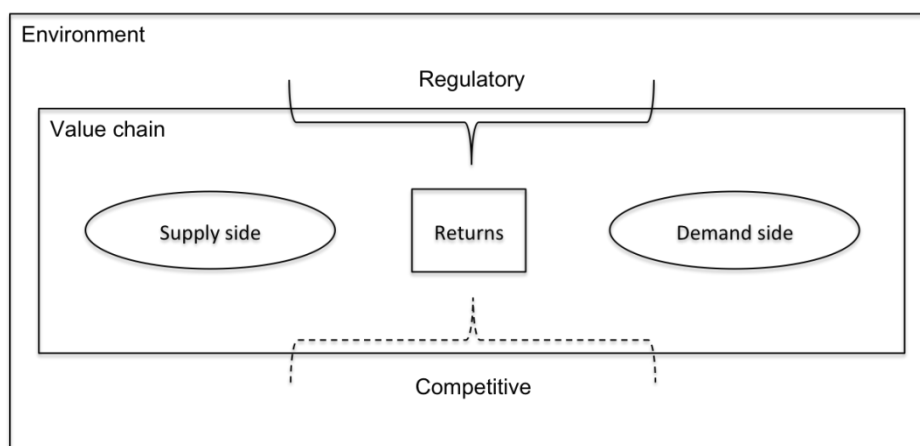 Environment
Regulatory
Value chain
Supply side
Returns
Demand side
Competitive